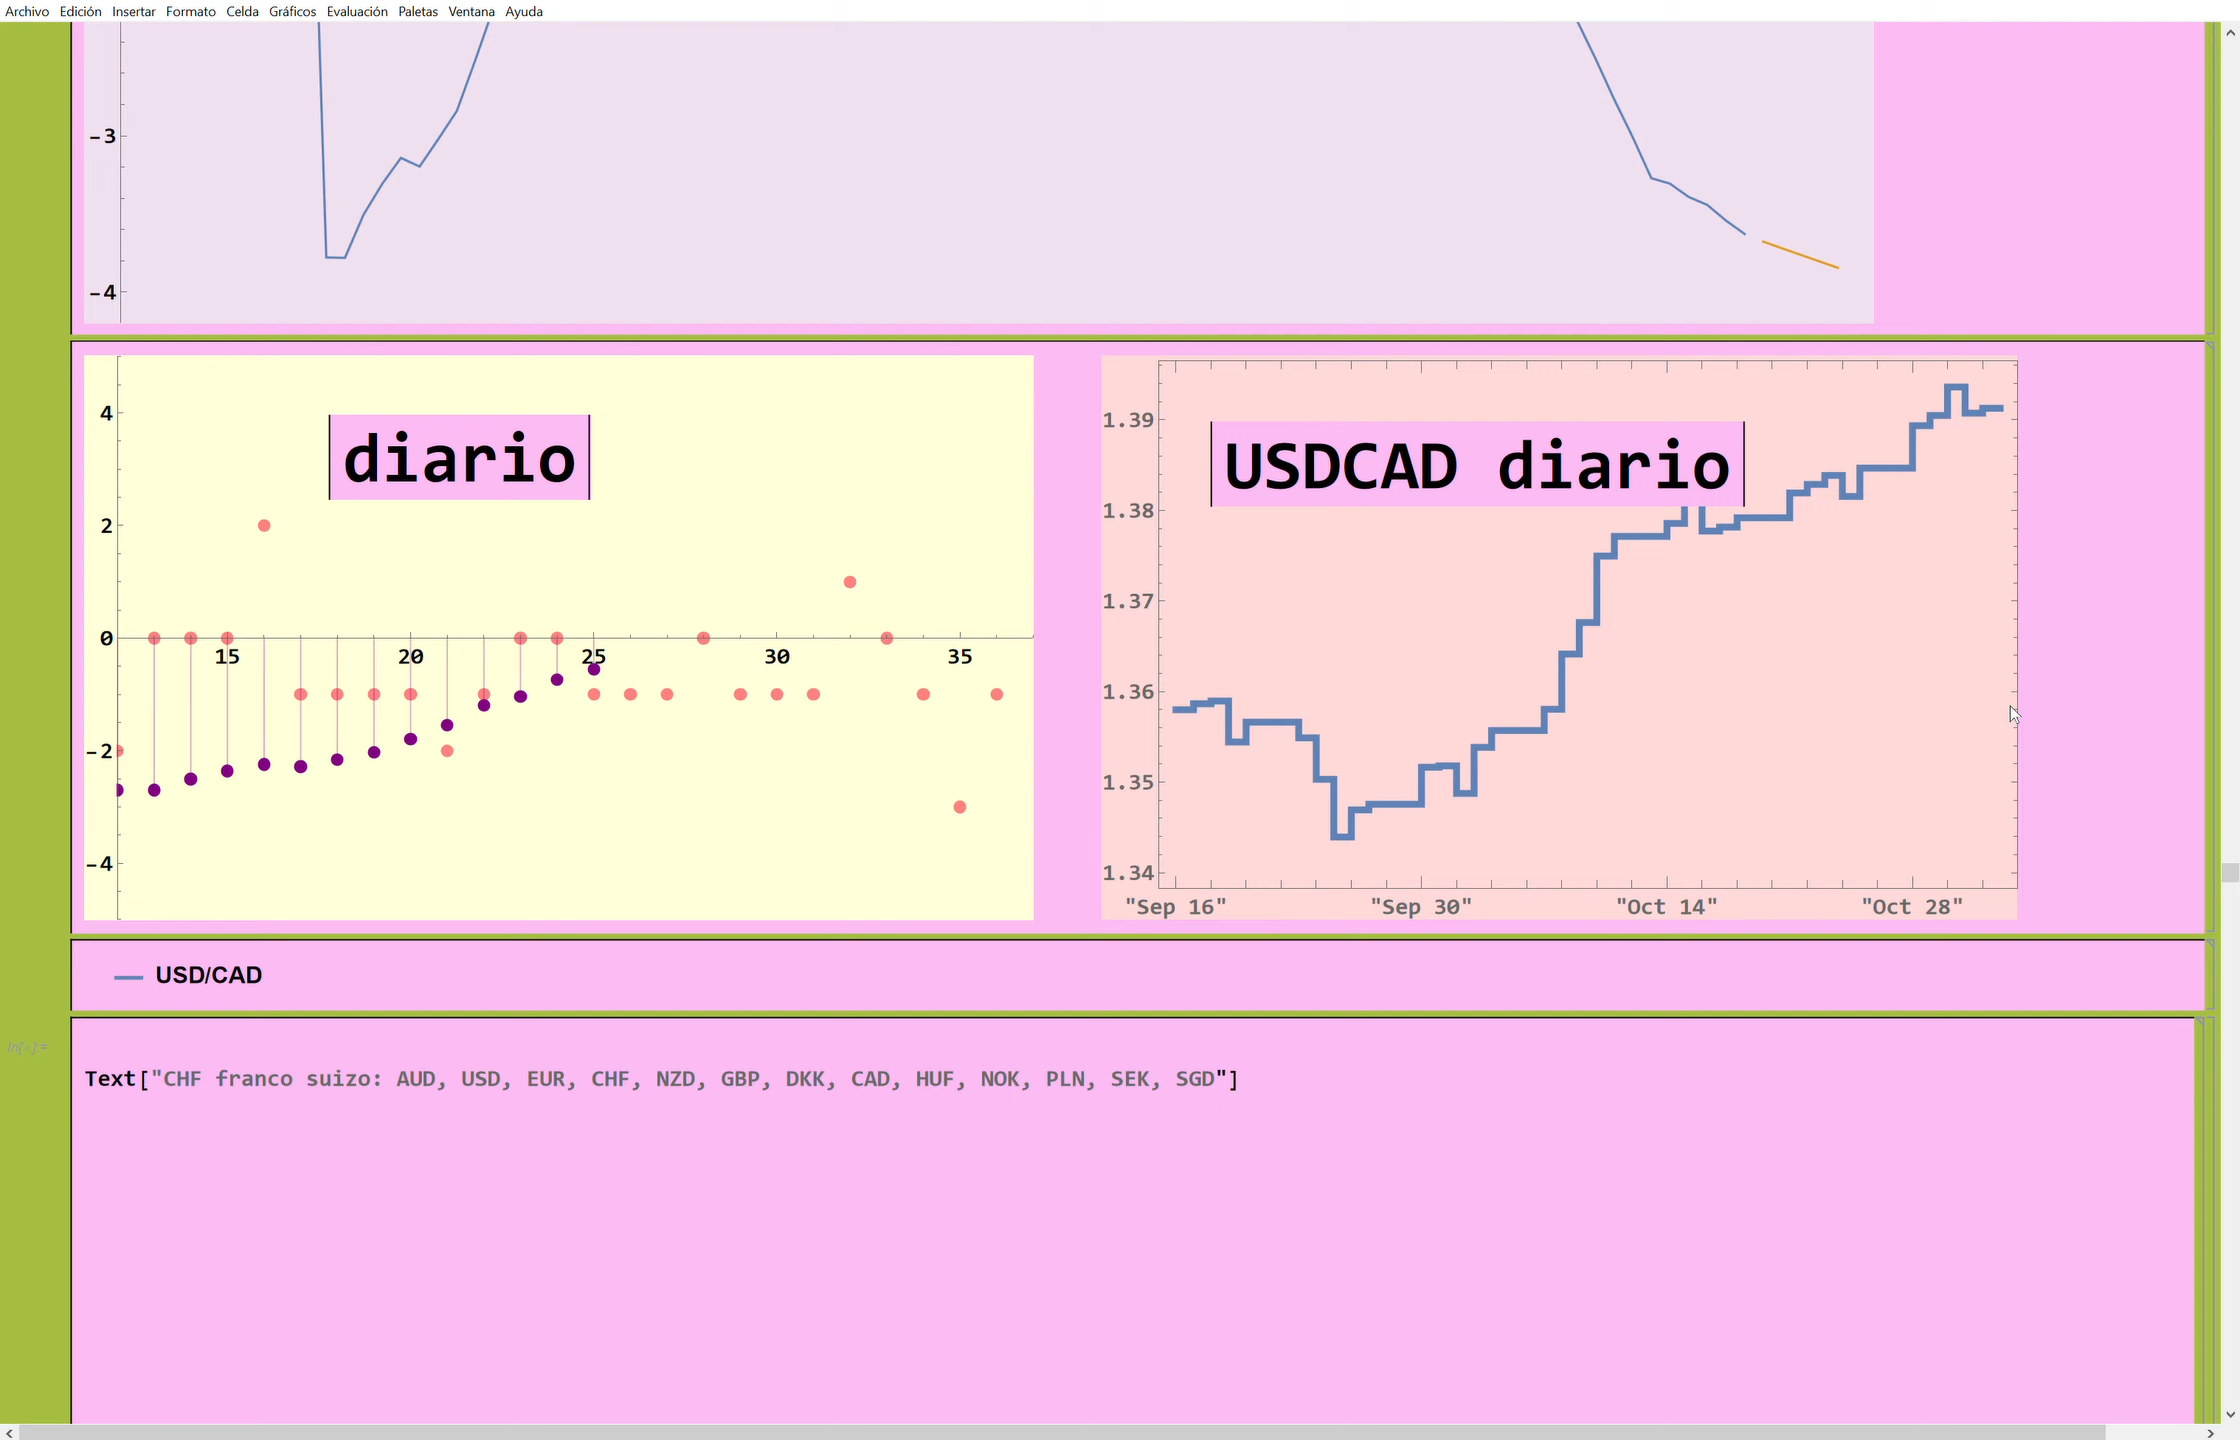 Archivo Edición Insertar Formato Celda Gráficos Evaluación Paletas Ventana Ayuda
-3
-4
4
2
0
-2
-4
15 20 25 30 35
diario
1.39
1.38
1.37
1.36
1.35
1.34
USDCAD diario
"Sep 16" "Sep 30" "Oct 14" "Oct 28"
USD/CAD
In[·]:=
Text["CHF franco suizo: AUD, USD, EUR, CHF, NZD, GBP, DKK, CAD, HUF, NOK, PLN, SEK, SGD"]